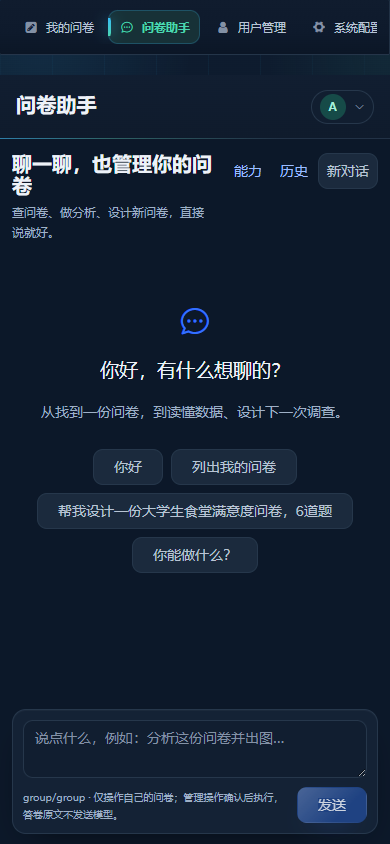 我的问卷 问卷助手 用户管理 系统配置
问卷助手 A
聊一聊，也管理你的问
卷
能力 历史 新对话
查问卷、做分析、设计新问卷，直接
说就好。
你好，有什么想聊的？
从找到一份问卷，到读懂数据、设计下一次调查。
你好 列出我的问卷
帮我设计一份大学生食堂满意度问卷，6道题
你能做什么？
说点什么，例如：分析这份问卷并出图...
group/group · 仅操作自己的问卷；管理操作确认后执行，
答卷原文不发送模型。
发送